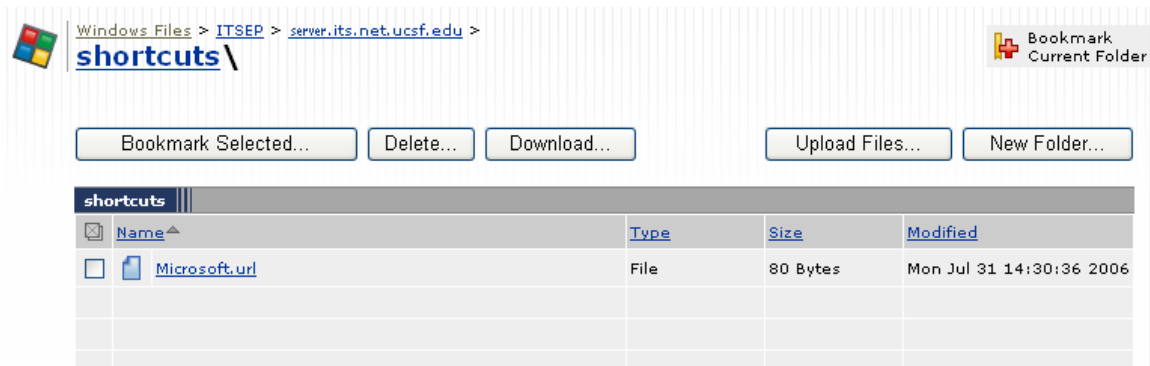 Windows Files > ITSEP > server.its.net.ucsf.edu >
shortcuts\
Bookmark
Current Folder
Bookmark Selected... Delete... Download... Upload Files... New Folder...
shortcuts
Name Type Size Modified
Microsoft.url File 80 Bytes Mon Jul 31 14:30:36 2006